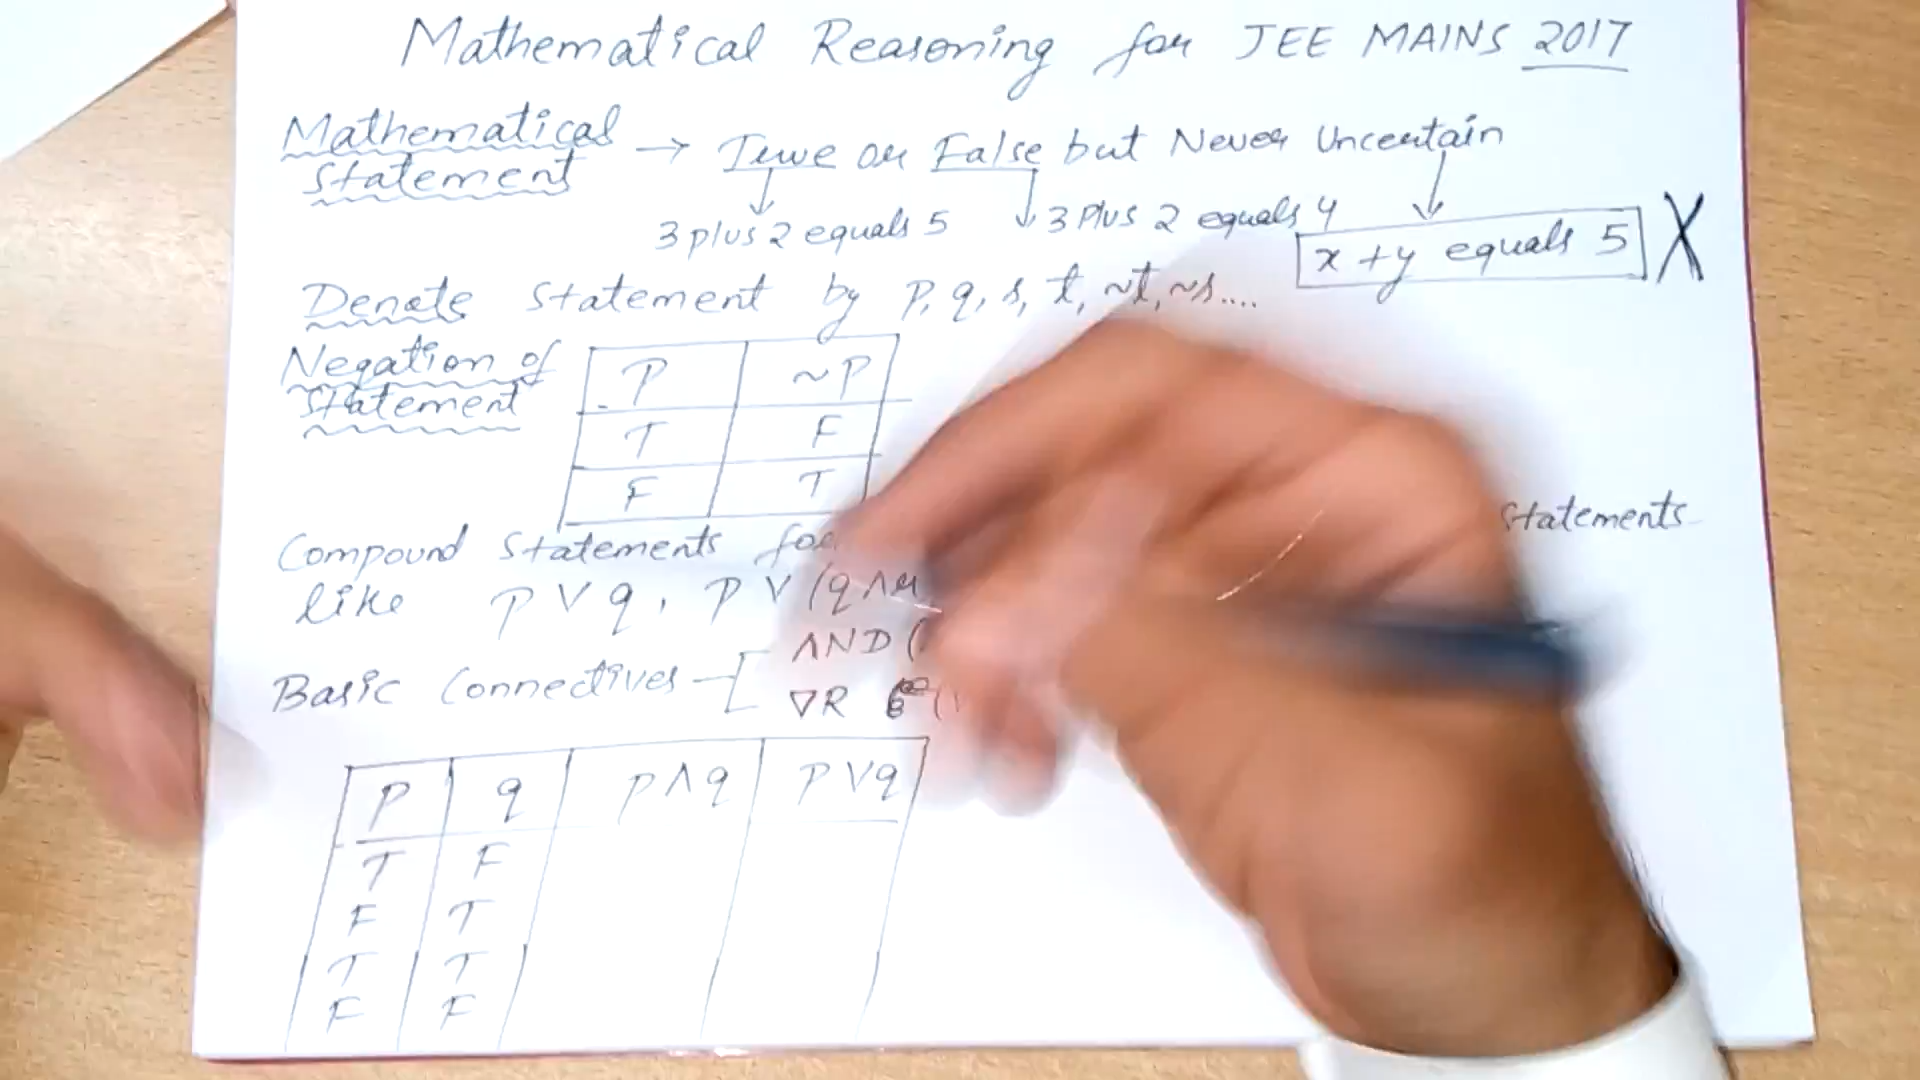 Mathematical Reasoning for JEE MAINS 2017
Mathematical Statement → True or False but Never Uncertain
3 plus 2 equals 5
3 Plus 2 equals 4
x + y equals 5 X
Denote Statement by p, q, s, t, ~t, ~s....
Negation of Statement
P ~P
T F
F T
Compound Statements
Statements
like p ∨ q, p ∨ (q ∧ r
Basic Connectives
AND (
OR (
P q p ∧ q p ∨ q
T F
F T
T T
F F